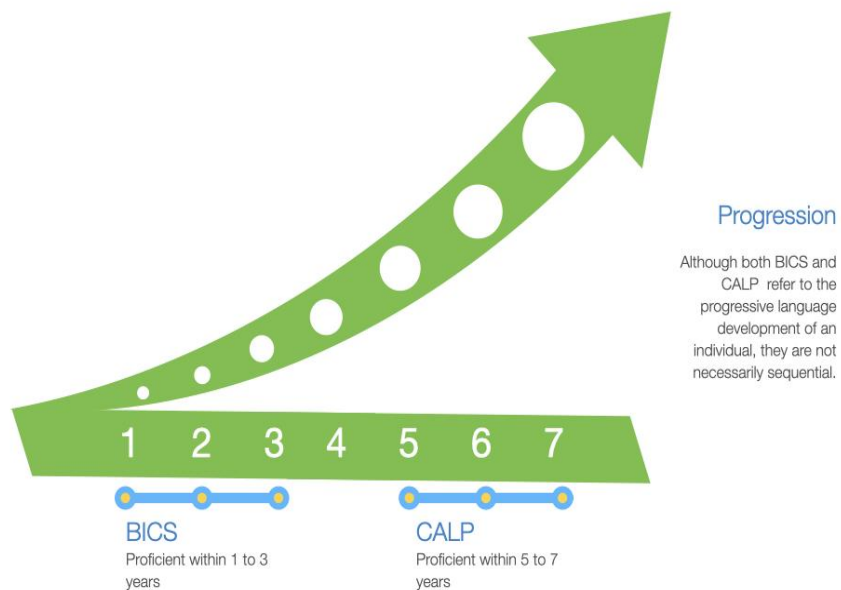 Progression
Although both BICS and
CALP refer to the
progressive language
development of an
individual, they are not
necessarily sequential.
1 2 3 4 5 6 7
BICS
Proficient within 1 to 3
years
CALP
Proficient within 5 to 7
years